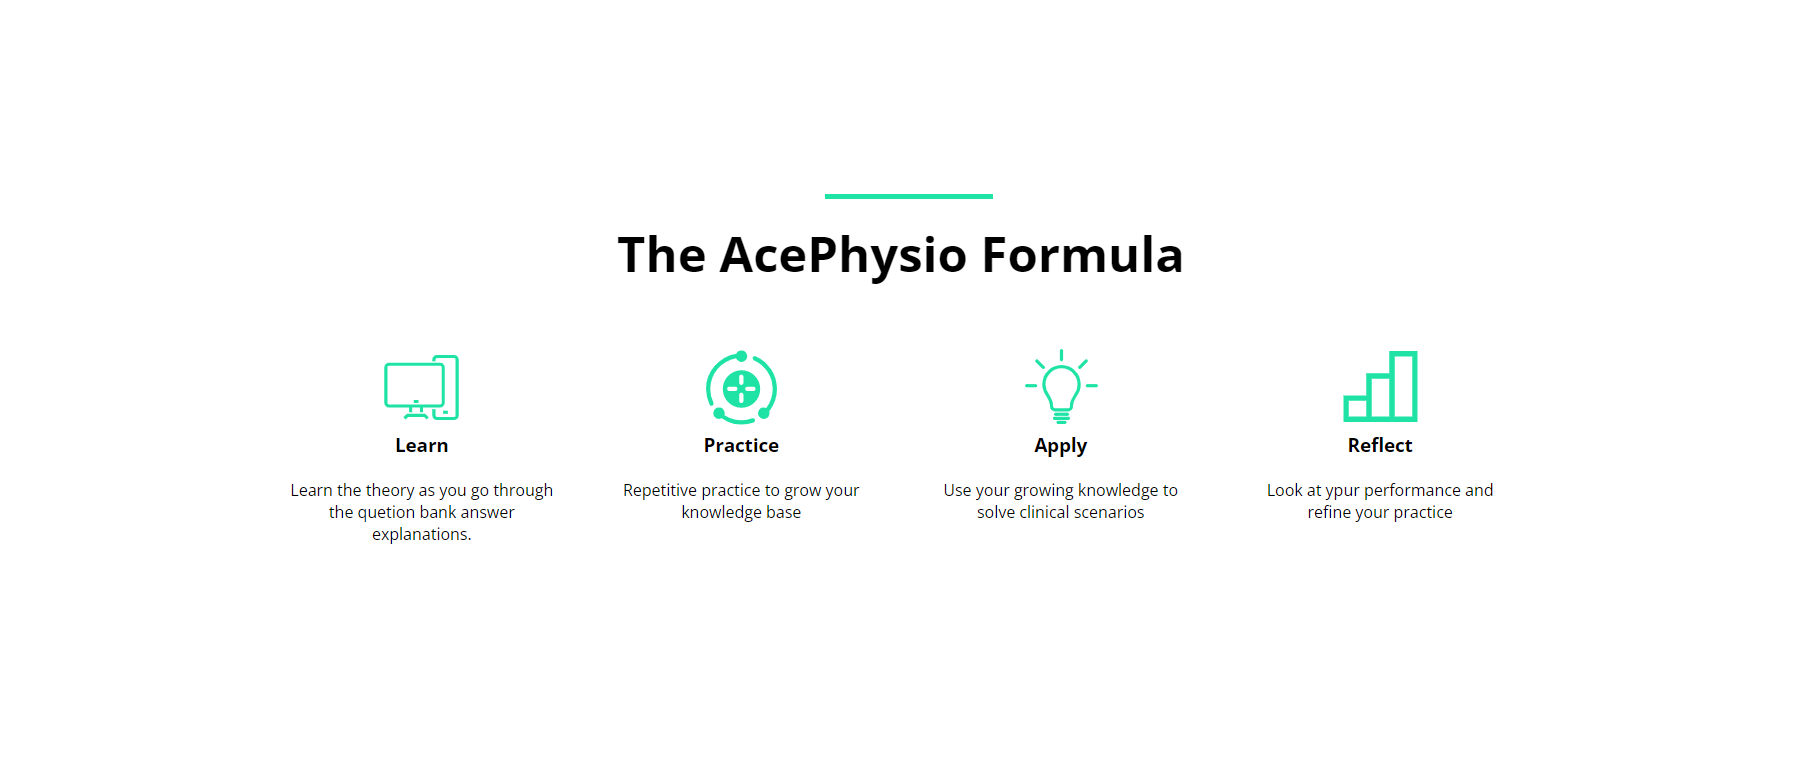 The AcePhysio Formula
Learn
Learn the theory as you go through
the quetion bank answer
explanations.
Practice
Repetitive practice to grow your
knowledge base
Apply
Use your growing knowledge to
solve clinical scenarios
Reflect
Look at ypur performance and
refine your practice